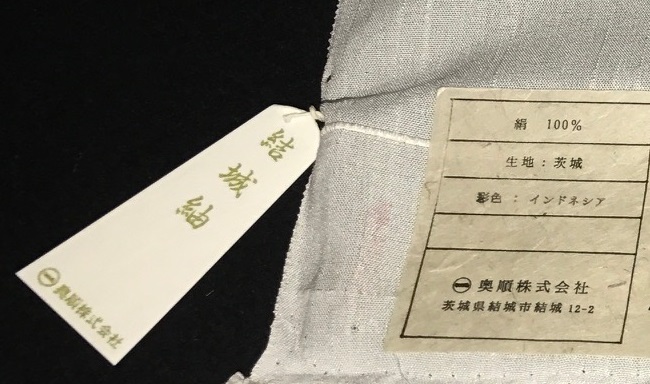 結城紬
奥順株式会社
絹 100%
生地：茨城
彩色：インドネシア
奥順株式会社
茨城県結城市結城 12-2